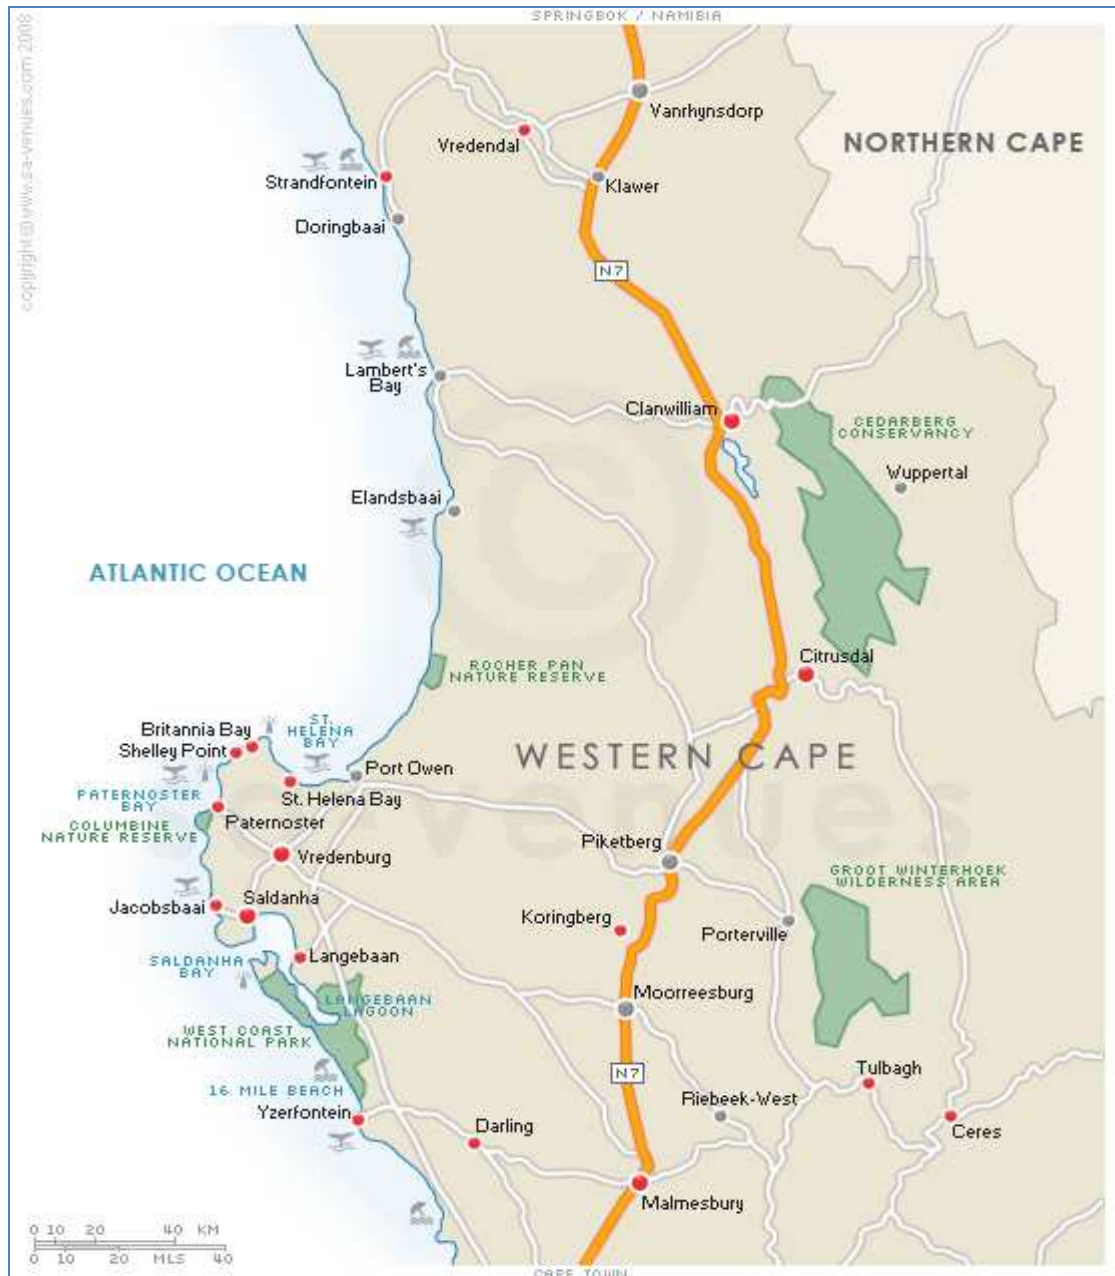 SPRINGBOK / NAMIBIA
copyright@www.sa-venues.com 2008
Vanrhynsdorp
NORTHERN CAPE
Vredendal
Strandfontein
Klawer
Doringbaai
N7
Lambert's
Bay
Clanwilliam
CEDARBERG
CONSERVANCY
Wuppertal
Elandsbaai
ATLANTIC OCEAN
Citrusdal
ROCHER PAN
NATURE RESERVE
Britannia Bay
ST.
HELENA
BAY
Shelley Point
WESTERN CAPE
Port Owen
PATERNOSTER
BAY
St. Helena Bay
COLUMBINE
NATURE RESERVE
Paternoster
sa-venues
Piketberg
Vredenburg
GROOT WINTERHOEK
WILDERNESS AREA
Saldanha
Jacobsbaai
Koringberg
Porterville
SALDANHA
BAY
Langebaan
Moorreesburg
LANGEBAAN
LAGOON
WEST COAST
NATIONAL PARK
N7
Tulbagh
16 MILE BEACH
Riebeek-West
Yzerfontein
Darling
Ceres
Malmesbury
0 10 20 40 KM
0 10 20 MLS 40
CAPE TOWN